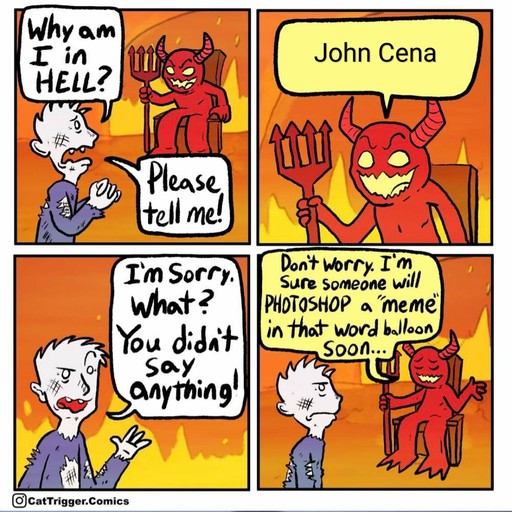 Why am
I in
HELL?
Please
tell me!
John Cena
I'm Sorry.
What?
You didn't
say
anything!
Don't worry. I'm
Sure someone will
PHOTOSHOP a "meme"
in that word balloon
soon...
CatTrigger.Comics